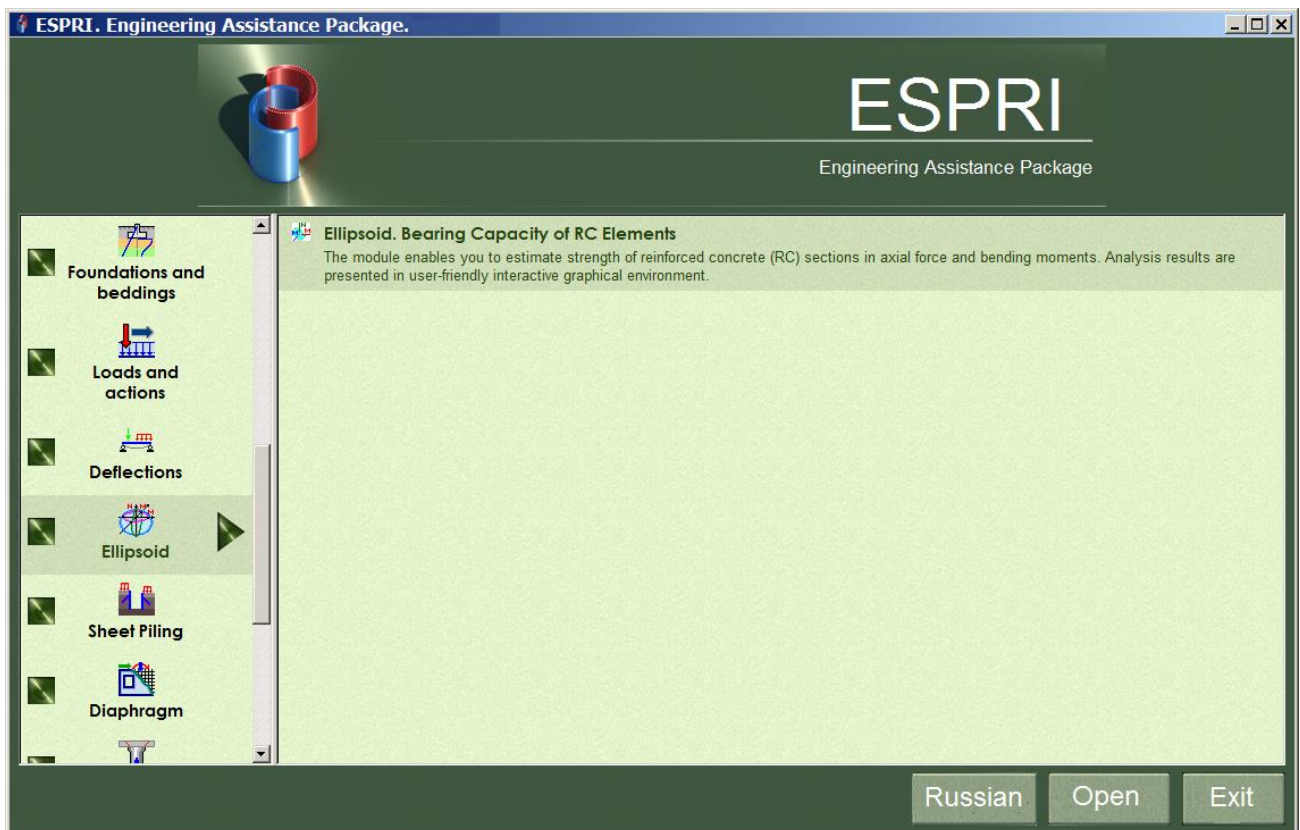 ESPRI. Engineering Assistance Package.
ESPRI
Engineering Assistance Package
Foundations and
beddings
Loads and
actions
Deflections
Ellipsoid
Sheet Piling
Diaphragm
Ellipsoid. Bearing Capacity of RC Elements
The module enables you to estimate strength of reinforced concrete (RC) sections in axial force and bending moments. Analysis results are
presented in user-friendly interactive graphical environment.
Russian
Open
Exit